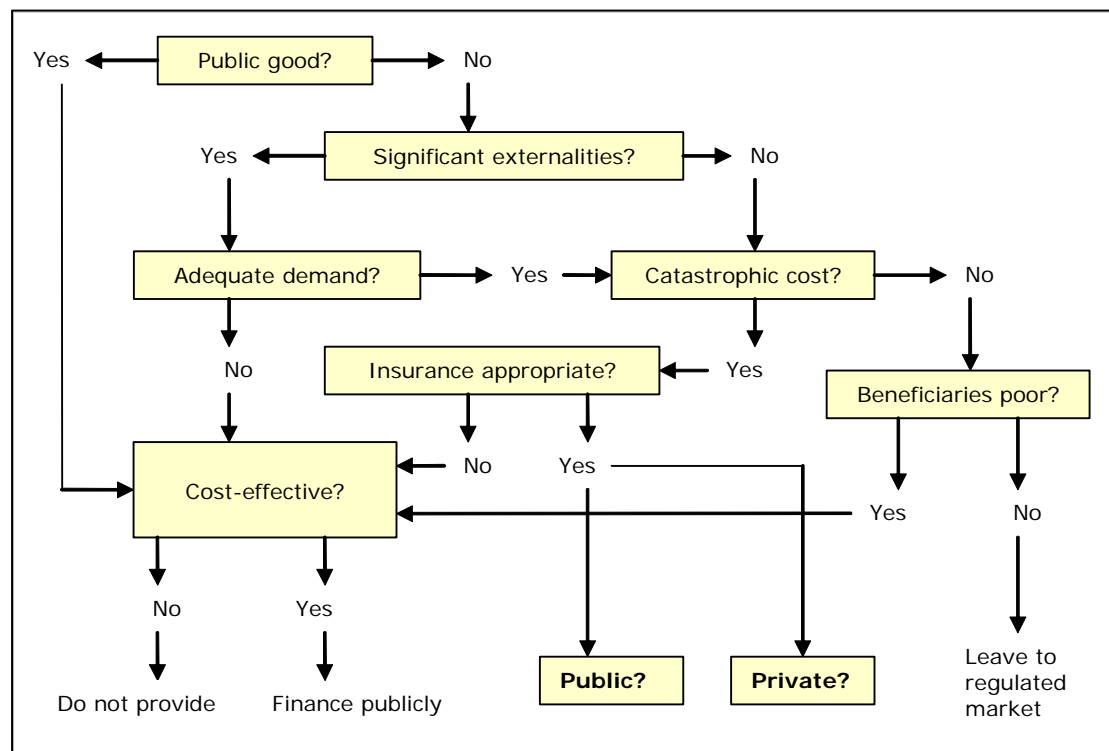 Yes
Public good?
No
Yes
Significant externalities?
No
Adequate demand?
Yes
Catastrophic cost?
No
No
Insurance appropriate?
Yes
Beneficiaries poor?
Cost-effective?
No
Yes
Yes
No
No
Yes
Do not provide
Finance publicly
Public?
Private?
Leave to
regulated
market